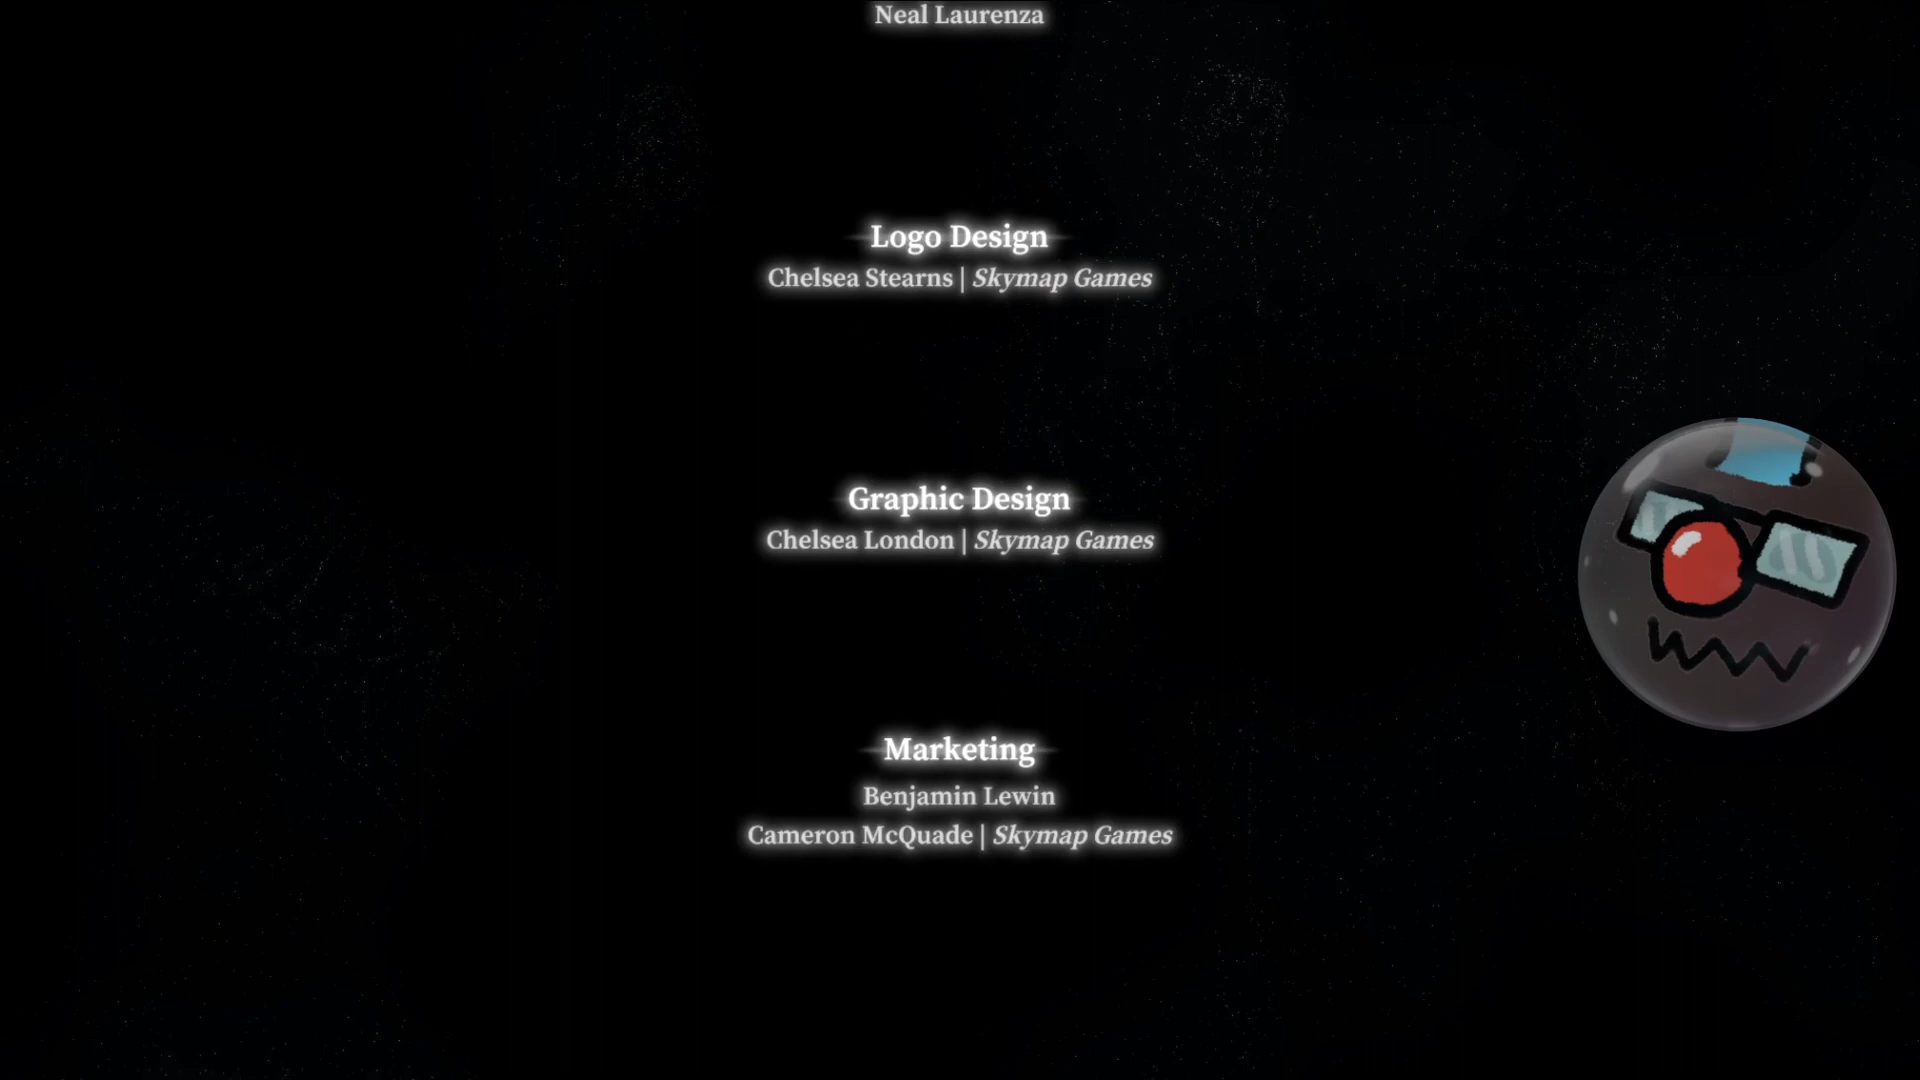 Neal Laurenza
Logo Design
Chelsea Stearns | Skymap Games
Graphic Design
Chelsea London | Skymap Games
Marketing
Benjamin Lewin
Cameron McQuade | Skymap Games